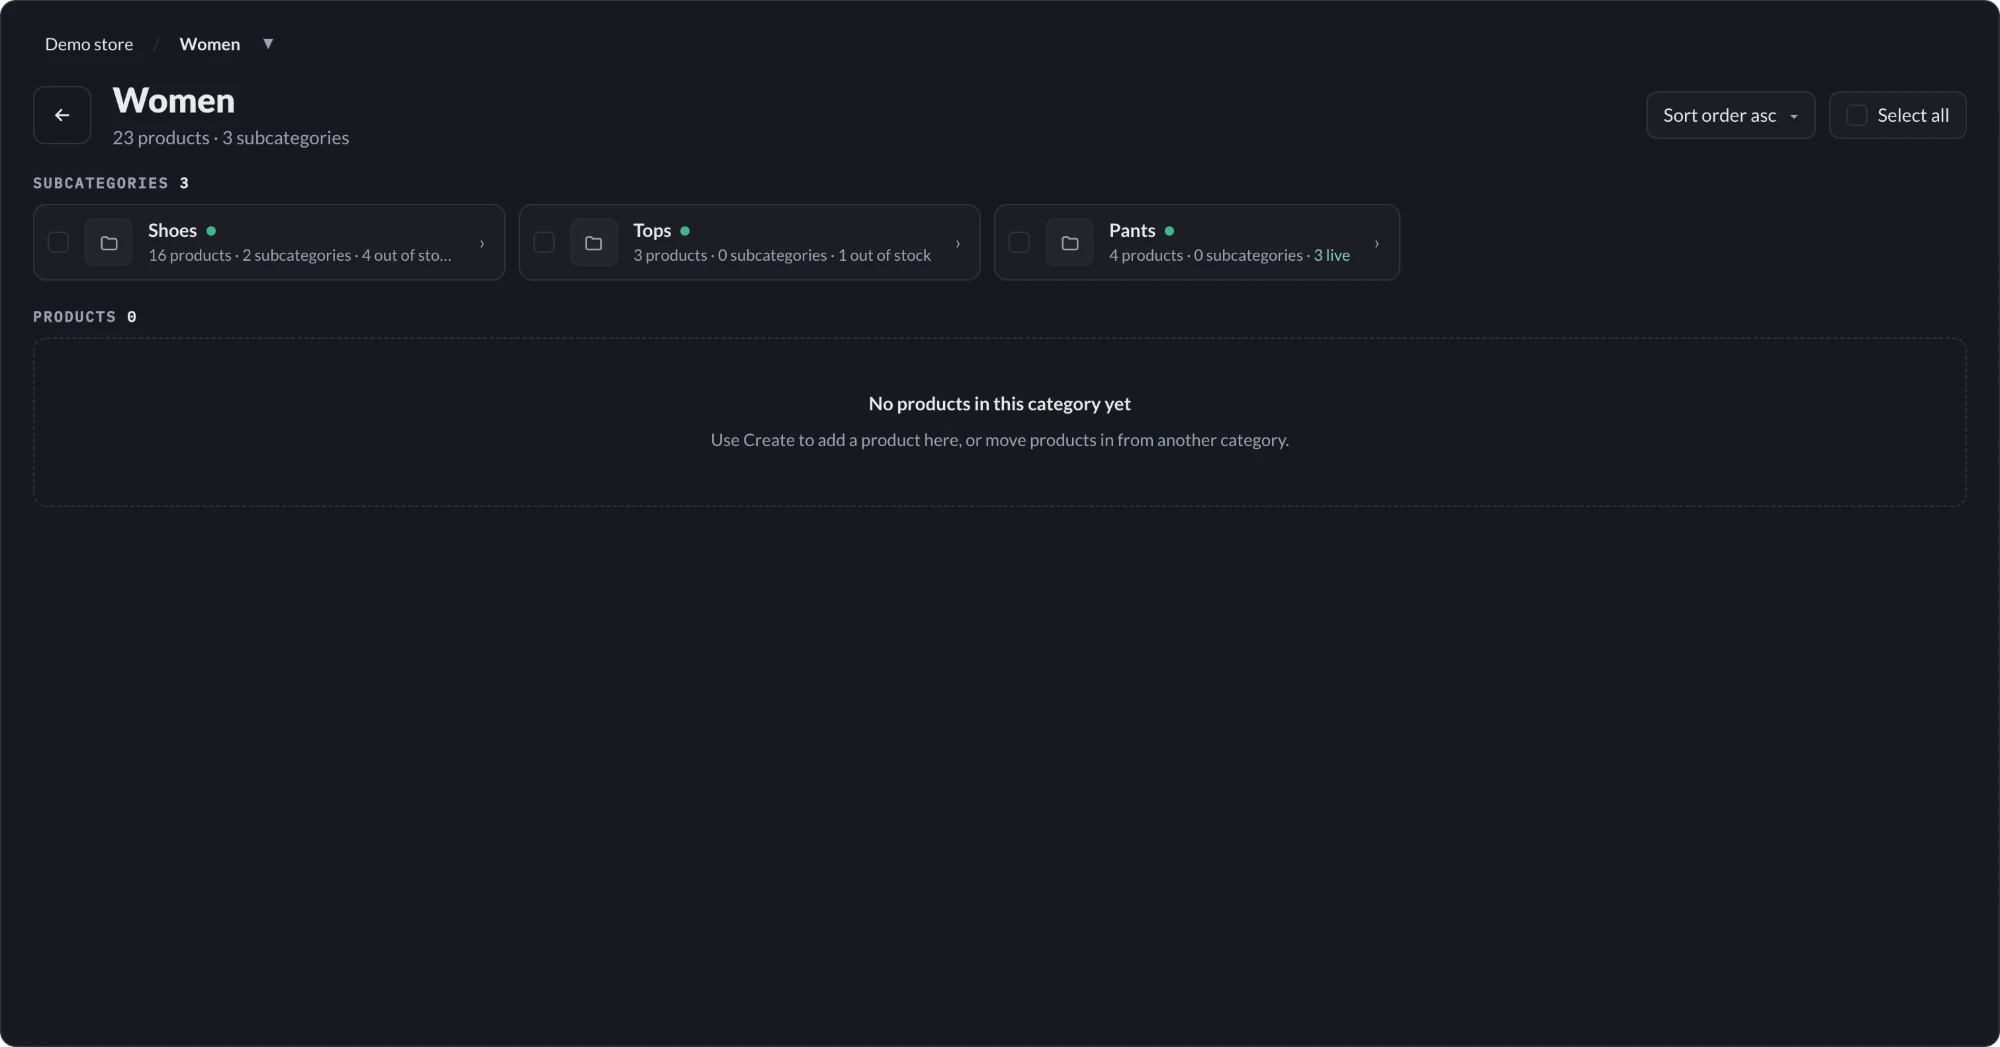 Demo store / Women ▼
Women
23 products · 3 subcategories
Sort order asc
Select all
SUBCATEGORIES 3
Shoes
16 products · 2 subcategories · 4 out of sto...
Tops
3 products · 0 subcategories · 1 out of stock
Pants
4 products · 0 subcategories · 3 live
PRODUCTS 0
No products in this category yet
Use Create to add a product here, or move products in from another category.